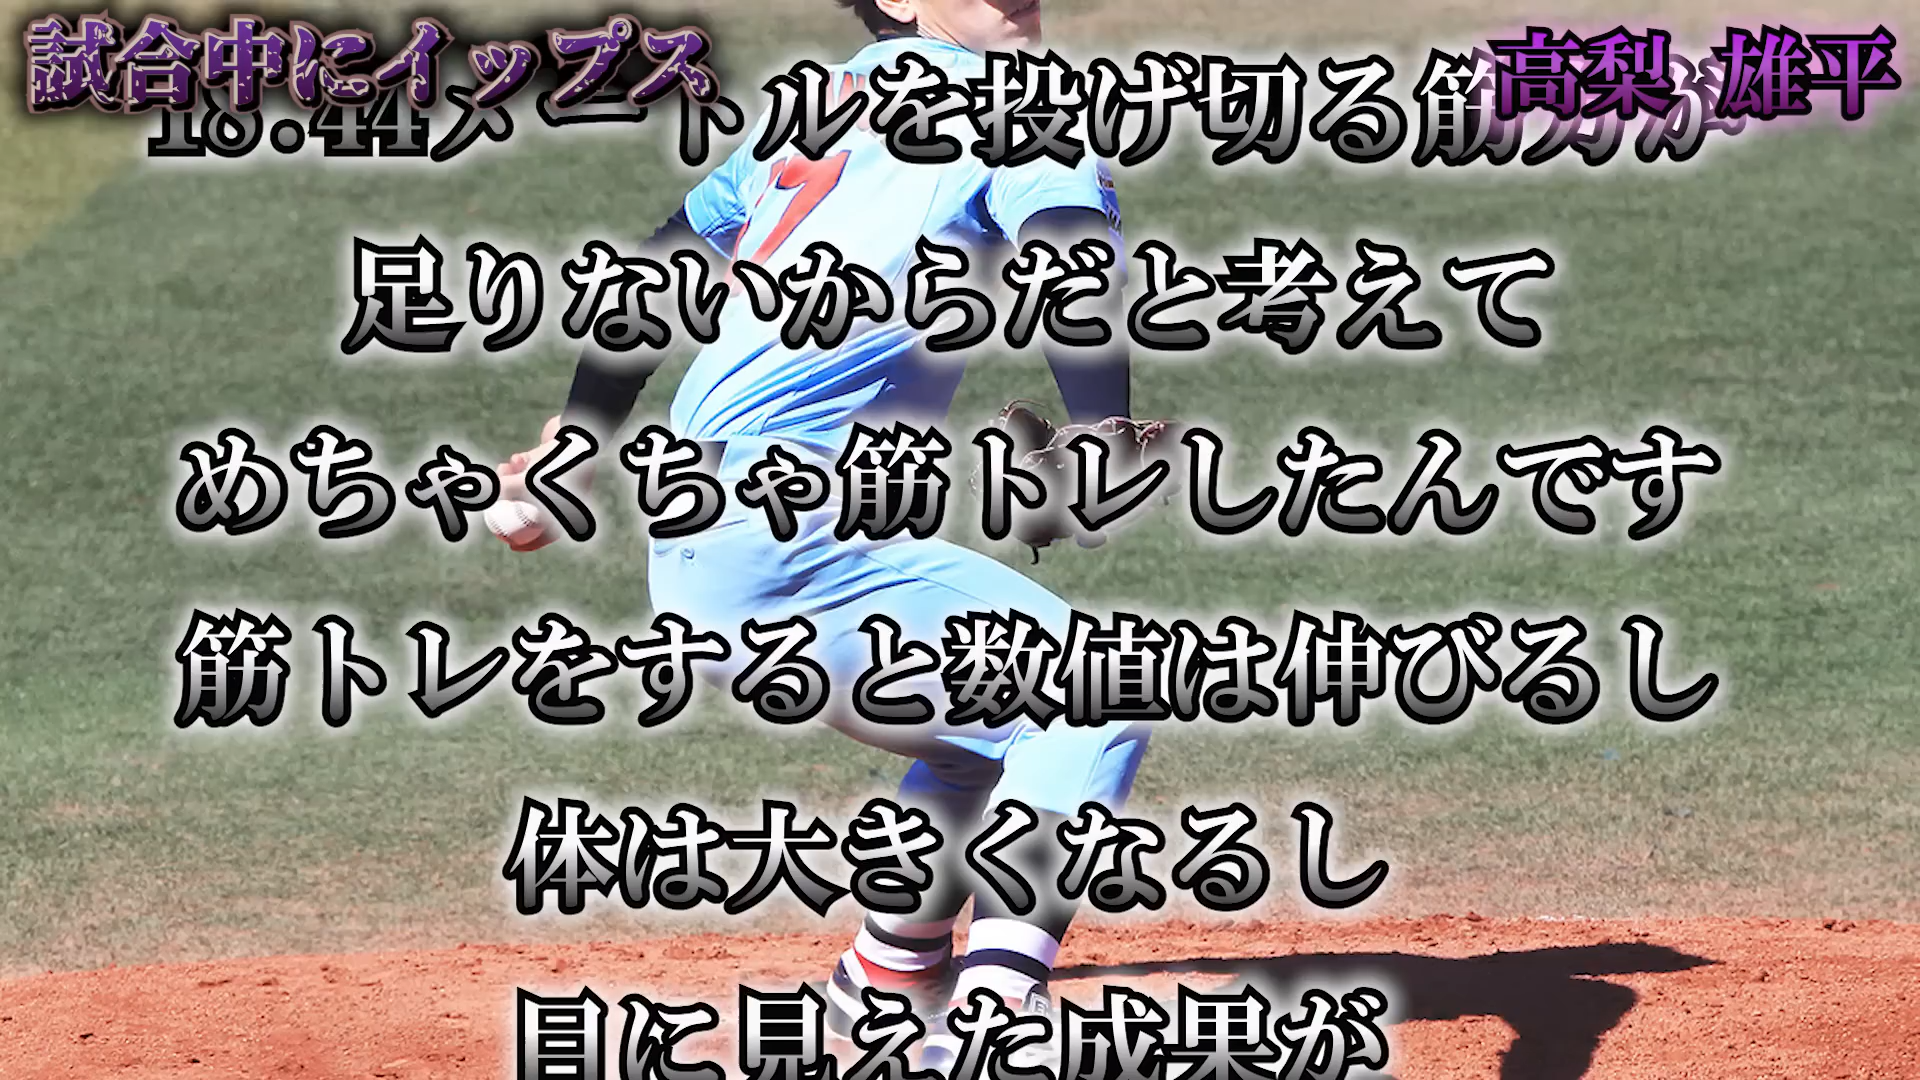 試合中にイップス
高梨 雄平
18.44メートルを投げ切る筋力が
足りないからだと考えて
めちゃくちゃ筋トレしたんです
筋トレをすると数値は伸びるし
体は大きくなるし
目に見えた成果が